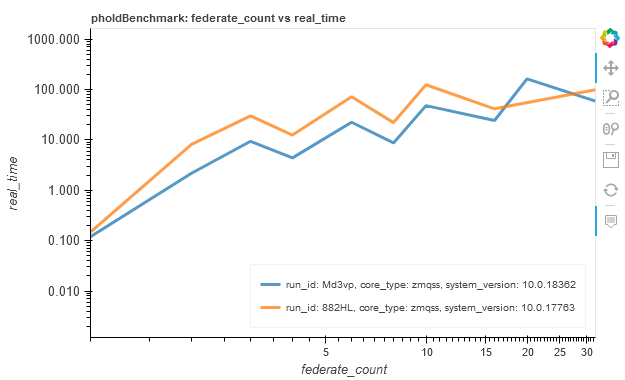 pholdBenchmark: federate_count vs real_time
1000.000
100.000
10.000
1.000
0.100
0.010
real_time
run_id: Md3vp, core_type: zmqss, system_version: 10.0.18362
run_id: 882HL, core_type: zmqss, system_version: 10.0.17763
5 10 15 20 25 30
federate_count